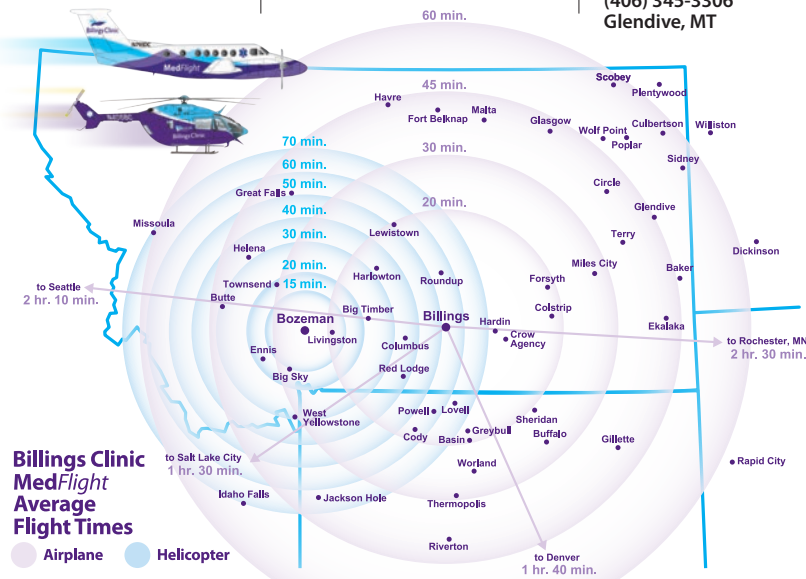 (406) 345-3306
Glendive, MT
60 min.
Billings Clinic
N700C
MedFlight
Billings Clinic
45 min.
30 min.
20 min.
70 min.
60 min.
50 min.
40 min.
30 min.
20 min.
15 min.
Scobey
Plentywood
Havre
Fort Belknap
Malta
Glasgow
Wolf Point
Poplar
Culbertson
Williston
Sidney
Circle
Glendive
Great Falls
Missoula
Lewistown
Terry
Dickinson
Helena
Townsend
Harlowton
Roundup
Miles City
Forsyth
Baker
to Seattle
2 hr. 10 min.
Butte
Big Timber
Billings
Bozeman
Livingston
Colstrip
Hardin
Crow
Agency
Ekalaka
Columbus
to Rochester, MN
2 hr. 30 min.
Ennis
Big Sky
Red Lodge
West
Yellowstone
Powell
Lovell
Cody
Basin
Greybull
Sheridan
Buffalo
Gillette
Worland
Rapid City
to Salt Lake City
1 hr. 30 min.
Idaho Falls
Jackson Hole
Thermopolis
Riverton
to Denver
1 hr. 40 min.
Billings Clinic
MedFlight
Average
Flight Times
Airplane
Helicopter